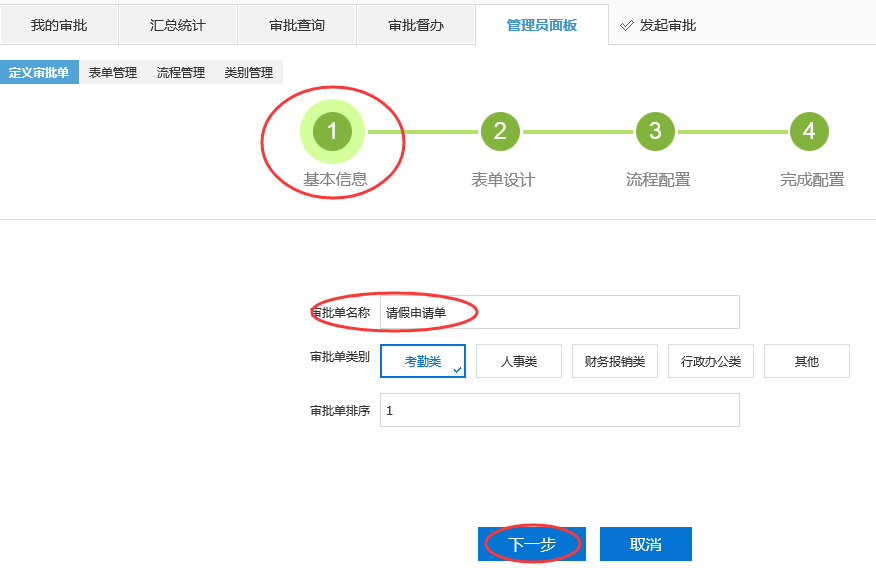 我的审批 汇总统计 审批查询 审批督办 管理员面板 发起审批
定义审批单 表单管理 流程管理 类别管理
1 2 3 4
基本信息 表单设计 流程配置 完成配置
审批单名称 请假申请单
审批单类别 考勤类 人事类 财务报销类 行政办公类 其他
审批单排序 1
下一步 取消